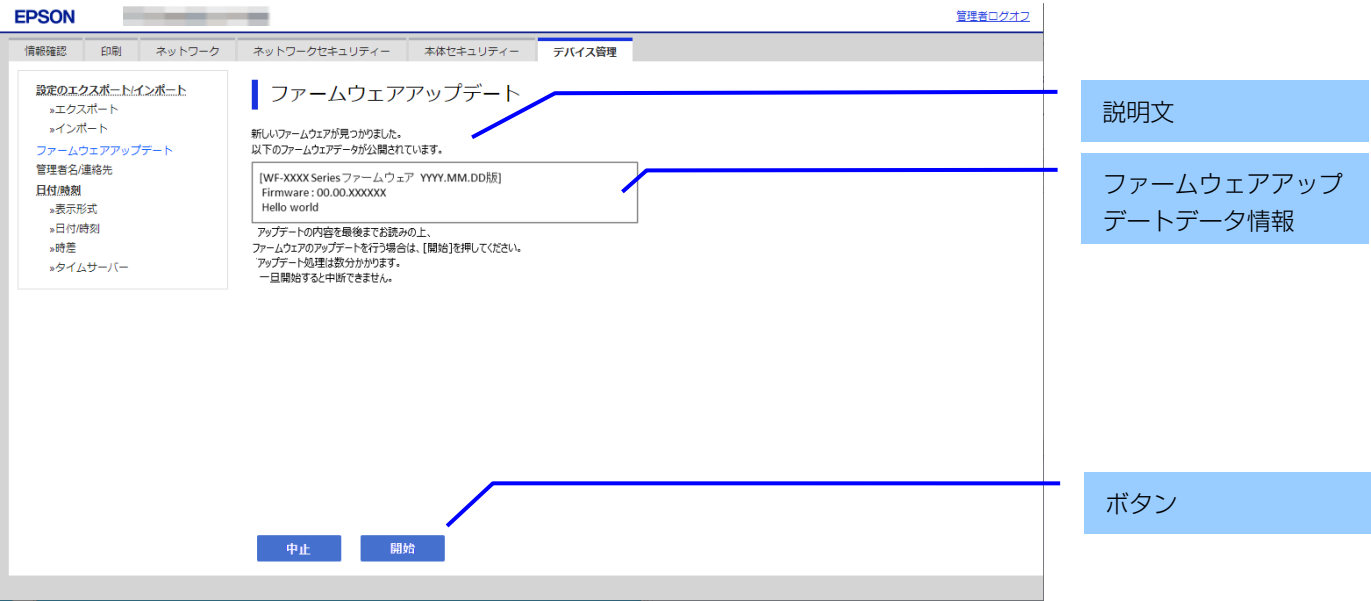 EPSON
管理者ログオフ
情報確認 印刷 ネットワーク ネットワークセキュリティー 本体セキュリティー デバイス管理
設定のエクスポート/インポート
»エクスポート
»インポート
ファームウェアアップデート
管理者名/連絡先
日付/時刻
»表示形式
»日付/時刻
»時差
»タイムサーバー
ファームウェアアップデート
新しいファームウェアが見つかりました。
以下のファームウェアデータが公開されています。
[WF-XXXX Series ファームウェア YYYY.MM.DD版]
Firmware : 00.00.XXXXXX
Hello world
アップデートの内容を最後までお読みの上、
ファームウェアのアップデートを行う場合は、[開始]を押してください。
アップデート処理は数分かかります。
一旦開始すると中断できません。
中止 開始
説明文
ファームウェアアップ
デートデータ情報
ボタン